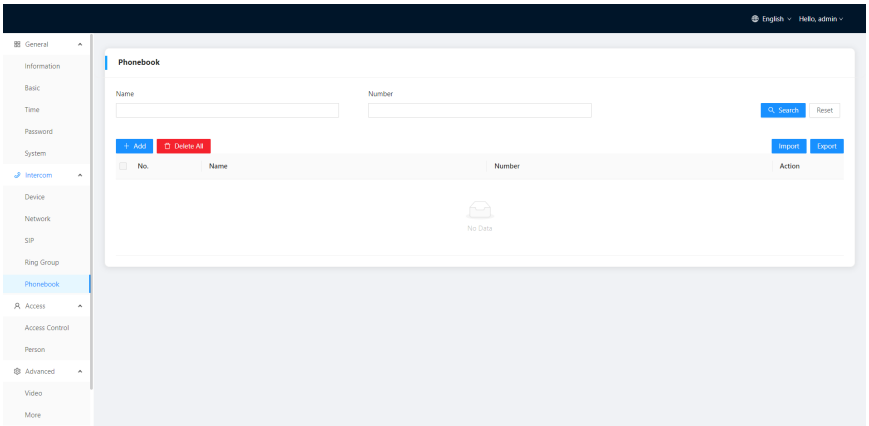 English Hello, admin
General
Information
Basic
Time
Password
System
Intercom
Device
Network
SIP
Ring Group
Phonebook
Access
Access Control
Person
Advanced
Video
More
Phonebook
Name Number
Search Reset
+ Add Delete All Import Export
No. Name Number Action
No Data